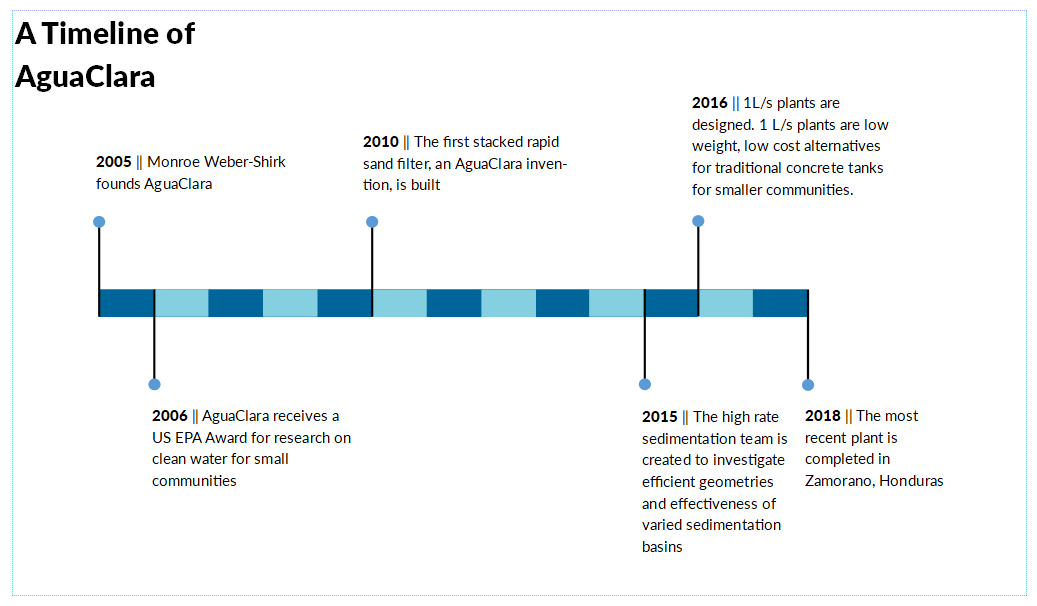 A Timeline of
AguaClara
2005 || Monroe Weber-Shirk
founds AguaClara
2010 || The first stacked rapid
sand filter, an AguaClara inven-
tion, is built
2016 || 1L/s plants are
designed. 1 L/s plants are low
weight, low cost alternatives
for traditional concrete tanks
for smaller communities.
2006 || AguaClara receives a
US EPA Award for research on
clean water for small
communities
2015 || The high rate
sedimentation team is
created to investigate
efficient geometries
and effectiveness of
varied sedimentation
basins
2018 || The most
recent plant is
completed in
Zamorano, Honduras